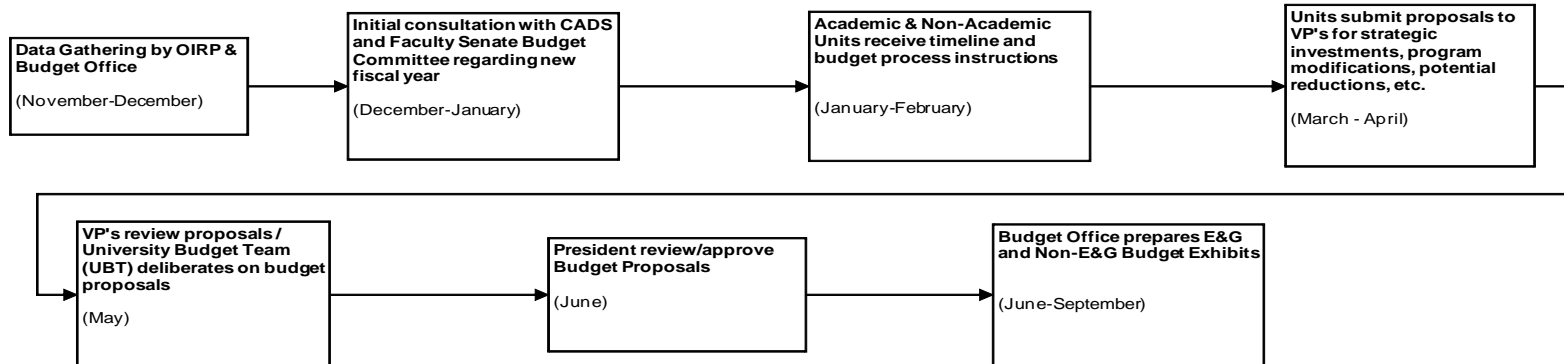 Data Gathering by OIRP &
Budget Office
(November-December)
Initial consultation with CADS
and Faculty Senate Budget
Committee regarding new
fiscal year
(December-January)
Academic & Non-Academic
Units receive timeline and
budget process instructions
(January-February)
Units submit proposals to
VP's for strategic
investments, program
modifications, potential
reductions, etc.
(March - April)
VP's review proposals /
University Budget Team
(UBT) deliberates on budget
proposals
(May)
President review/approve
Budget Proposals
(June)
Budget Office prepares E&G
and Non-E&G Budget Exhibits
(June-September)